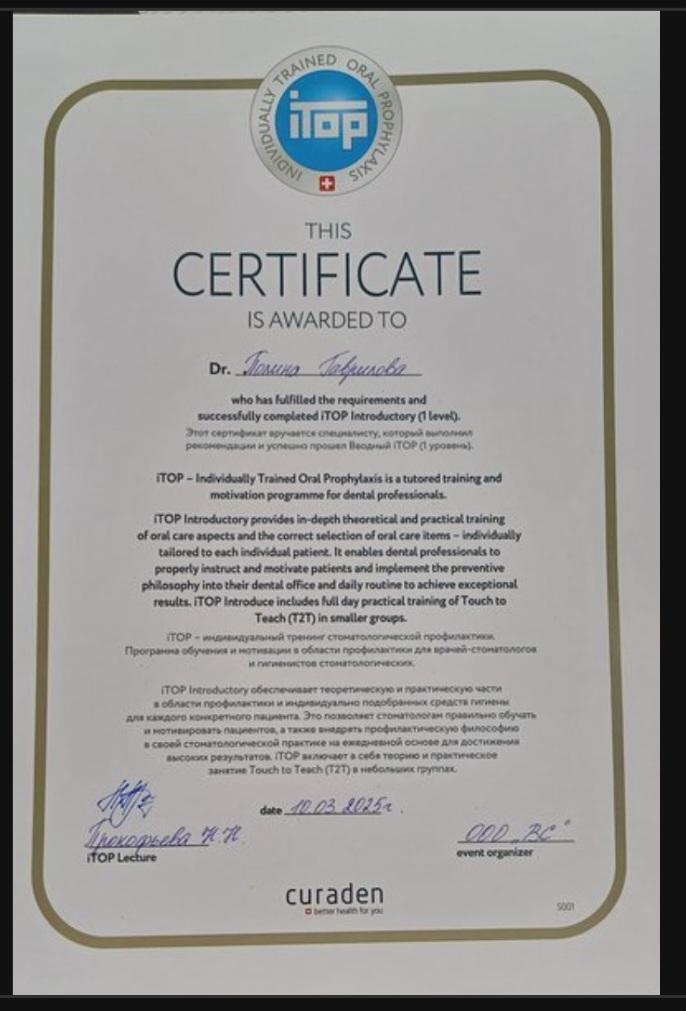 INDIVIDUALLY TRAINED ORAL PROPHYLAXIS
iTop
THIS
CERTIFICATE
IS AWARDED TO
Dr. Полина Гаврилова
who has fulfilled the requirements and
successfully completed iTOP Introductory (1 level).
Этот сертификат вручается специалисту, который выполнил
рекомендации и успешно прошел Вводный iTOP (1 уровень).
iTOP – Individually Trained Oral Prophylaxis is a tutored training and
motivation programme for dental professionals.
iTOP Introductory provides in-depth theoretical and practical training
of oral care aspects and the correct selection of oral care items – individually
tailored to each individual patient. It enables dental professionals to
properly instruct and motivate patients and implement the preventive
philosophy into their dental office and daily routine to achieve exceptional
results. iTOP Introduce includes full day practical training of Touch to
Teach (T2T) in smaller groups.
iTOP – индивидуальный тренинг стоматологической профилактики.
Программа обучения и мотивации в области профилактики для врачей-стоматологов
и гигиенистов стоматологических.
iTOP Introductory обеспечивает теоретическую и практическую части
в области профилактики и индивидуально подобранных средств гигиены
для каждого конкретного пациента. Это позволяет стоматологам правильно обучать
и мотивировать пациентов, а также внедрять профилактическую философию
в своей стоматологической практике на ежедневной основе для достижения
высоких результатов. iTOP включает в себя теорию и практическое
занятие Touch to Teach (T2T) в небольших группах.
date 10.03.2025г.
Прокофьева Н.Н.
iTOP Lecture
ООО „ВС"
event organizer
curaden
better health for you
S001